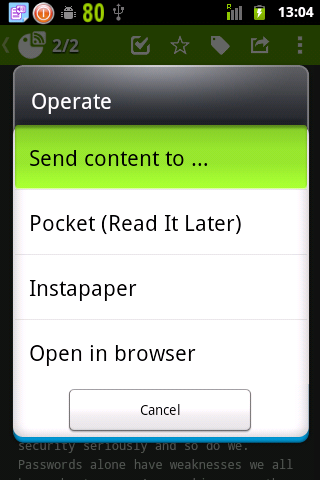 80
R
13:04
2/2
Operate
Send content to ...
Pocket (Read It Later)
Instapaper
Open in browser
Cancel
security seriously and so do we.
Passwords alone have weaknesses we all